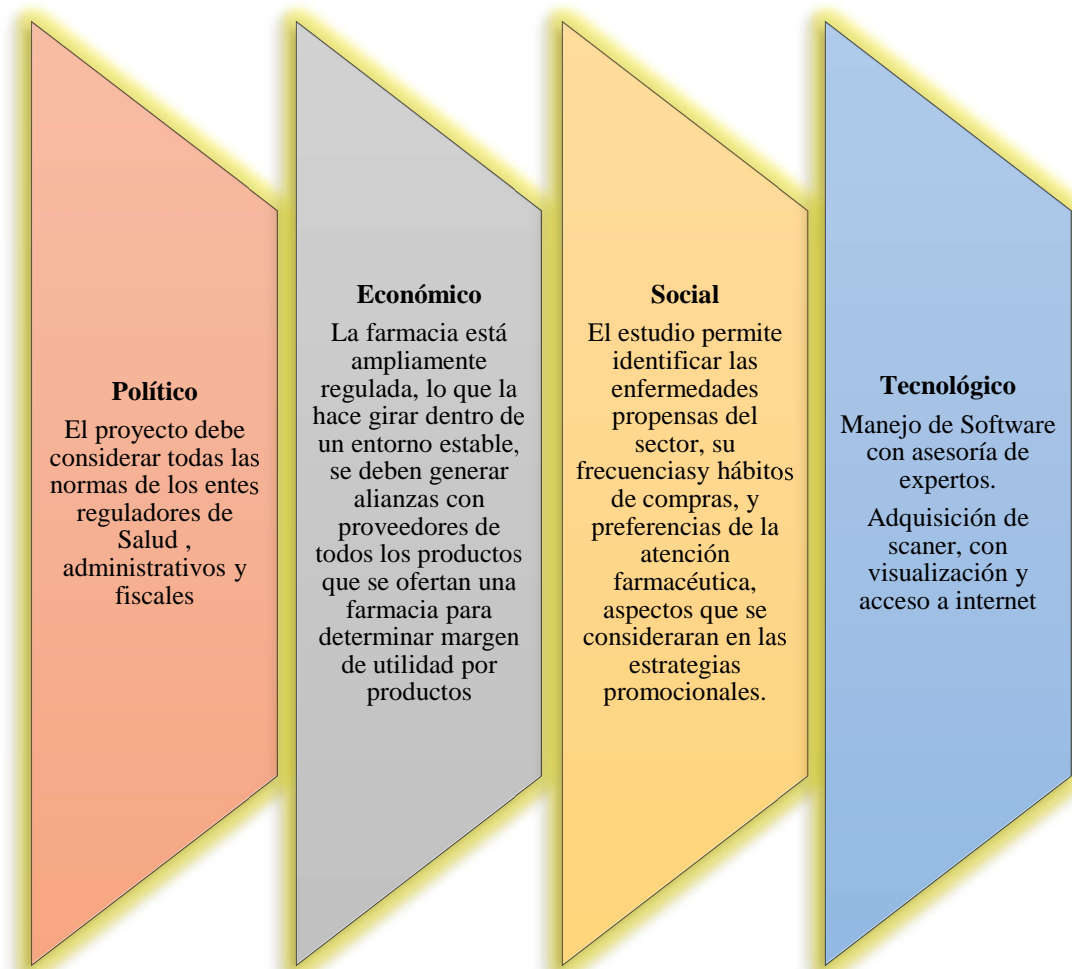 Político
El proyecto debe
considerar todas las
normas de los entes
reguladores de
Salud ,
administrativos y
fiscales
Económico
La farmacia está
ampliamente
regulada, lo que la
hace girar dentro de
un entorno estable,
se deben generar
alianzas con
proveedores de
todos los productos
que se ofertan una
farmacia para
determinar margen
de utilidad por
productos
Social
El estudio permite
identificar las
enfermedades
propensas del
sector, su
frecuenciasy hábitos
de compras, y
preferencias de la
atención
farmacéutica,
aspectos que se
consideraran en las
estrategias
promocionales.
Tecnológico
Manejo de Software
con asesoría de
expertos.
Adquisición de
scaner, con
visualización y
acceso a internet